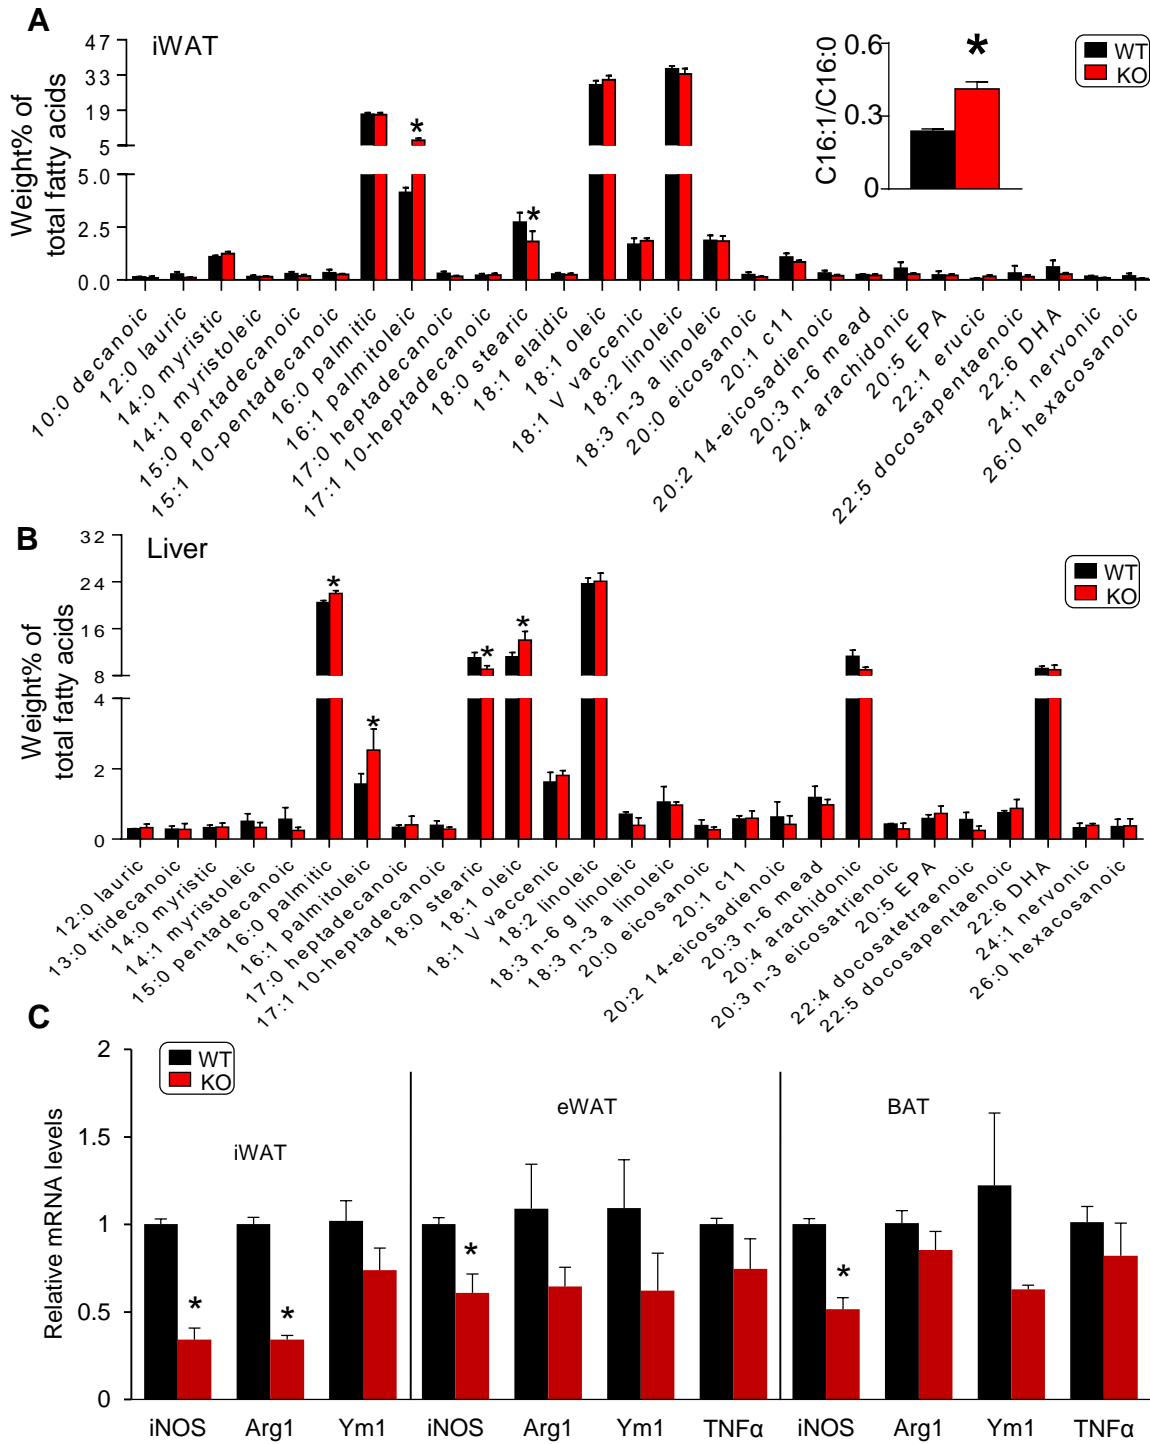 A
iWAT
Weight% of
total fatty acids
47
33
19
5
5.0
2.5
0.0
C16:1/C16:0
0.6
0.3
0
*
WT
KO
*
*
10:0 decanoic
12:0 lauric
14:0 myristic
14:1 myristoleic
15:0 pentadecanoic
15:1 10-pentadecanoic
16:0 palmitic
16:1 palmitoleic
17:0 heptadecanoic
17:1 10-heptadecanoic
18:0 stearic
18:1 elaidic
18:1 oleic
18:1 v vaccenic
18:2 linoleic
18:3 n-3 a linoleic
20:0 eicosanoic
20:1 c11
20:2 14-eicosadienoic
20:3 n-6 mead
20:4 arachidonic
20:5 EPA
22:1 erucic
22:5 docosapentaenoic
22:6 DHA
24:1 nervonic
26:0 hexacosanoic
B
Liver
Weight% of
total fatty acids
32
24
16
8
4
2
0
WT
KO
*
*
*
*
12:0 lauric
13:0 tridecanoic
14:0 myristic
14:1 myristoleic
15:0 pentadecanoic
16:0 palmitic
16:1 palmitoleic
17:0 heptadecanoic
17:1 10-heptadecanoic
18:0 stearic
18:1 oleic
18:1 v vaccenic
18:2 linoleic
18:3 n-6 g linoleic
18:3 n-3 a linoleic
20:0 eicosanoic
20:1 c11
20:2 14-eicosadienoic
20:3 n-6 mead
20:4 arachidonic
20:3 n-3 eicosatrienoic
20:5 EPA
22:4 docosatetraenoic
22:5 docosapentaenoic
22:6 DHA
24:1 nervonic
26:0 hexacosanoic
C
Relative mRNA levels
2
1.5
1
0.5
0
WT
KO
iWAT
eWAT
BAT
*
*
*
*
iNOS Arg1 Ym1 iNOS Arg1 Ym1 TNFα iNOS Arg1 Ym1 TNFα